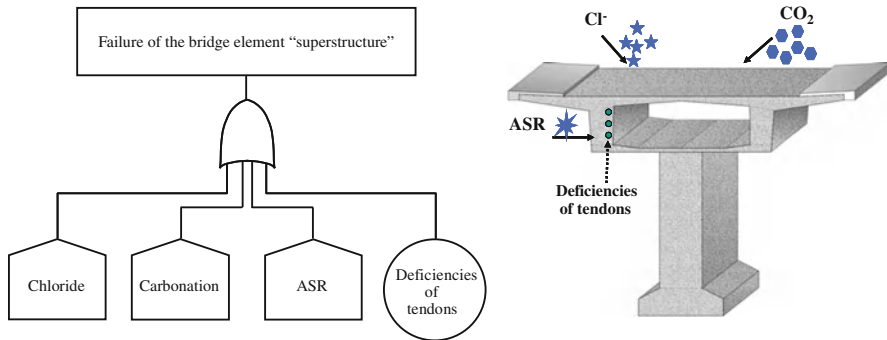 Failure of the bridge element “superstructure”
Chloride
Carbonation
ASR
Deficiencies
of
tendons
Cl-
CO2
ASR
Deficiencies
of tendons